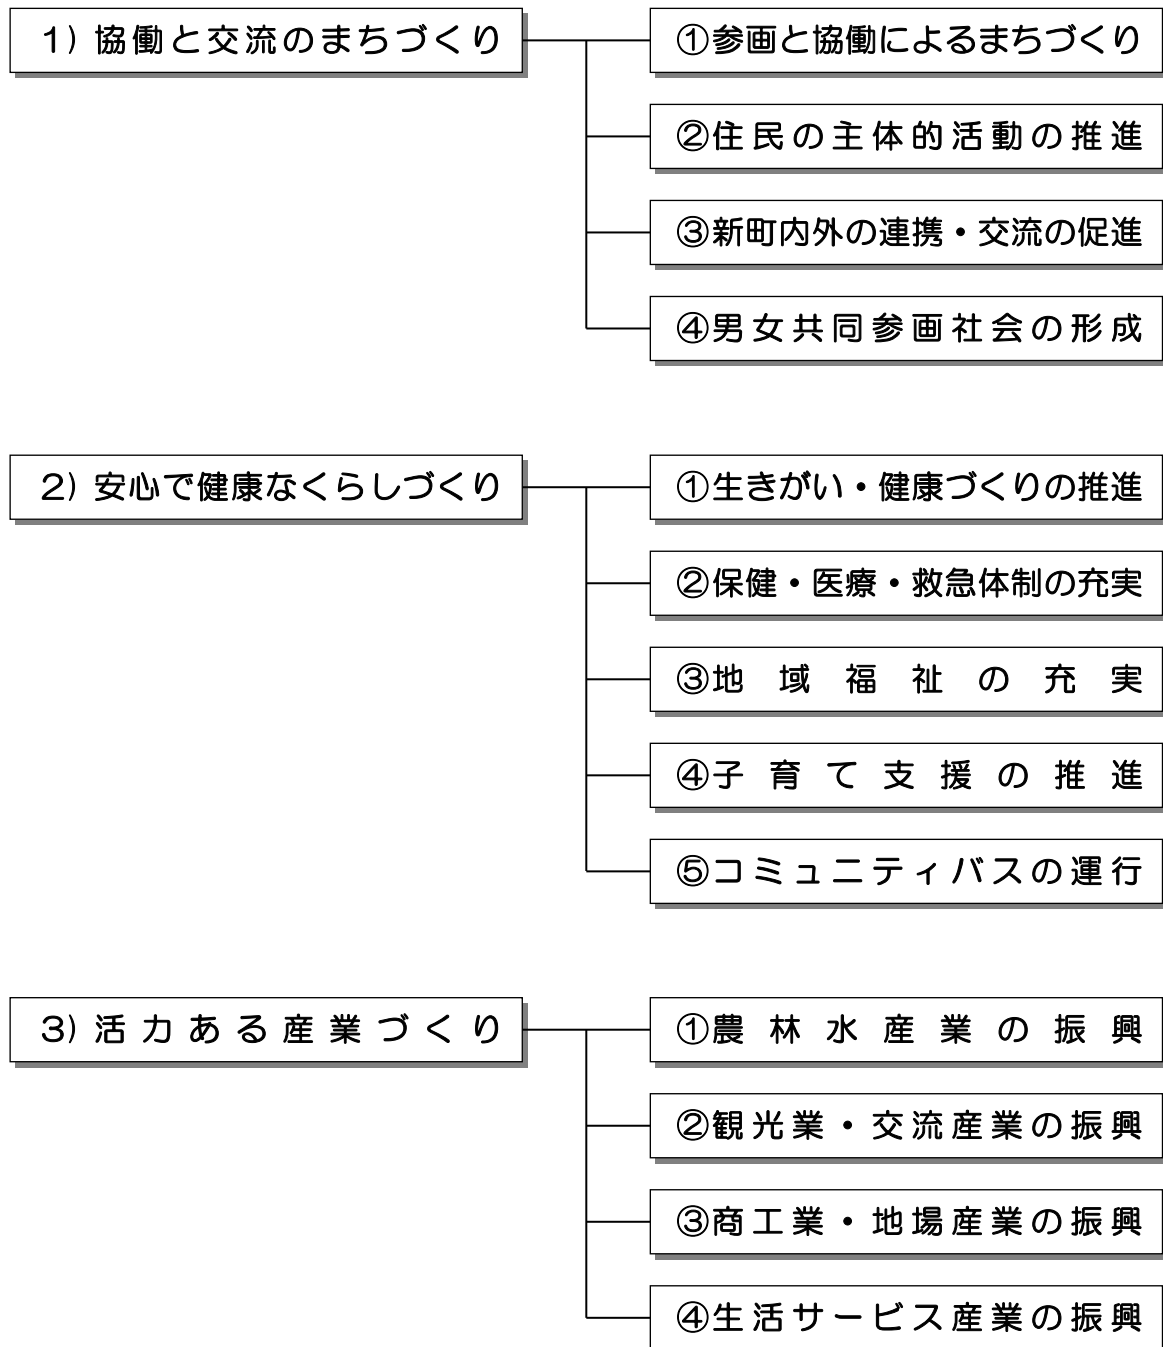 1) 協働と交流のまちづくり
①参画と協働によるまちづくり
②住民の主体的活動の推進
③新町内外の連携・交流の促進
④男女共同参画社会の形成
2) 安心で健康なくらしづくり
①生きがい・健康づくりの推進
②保健・医療・救急体制の充実
③地域福祉の充実
④子育て支援の推進
⑤コミュニティバスの運行
3) 活力ある産業づくり
①農林水産業の振興
②観光業・交流産業の振興
③商工業・地場産業の振興
④生活サービス産業の振興